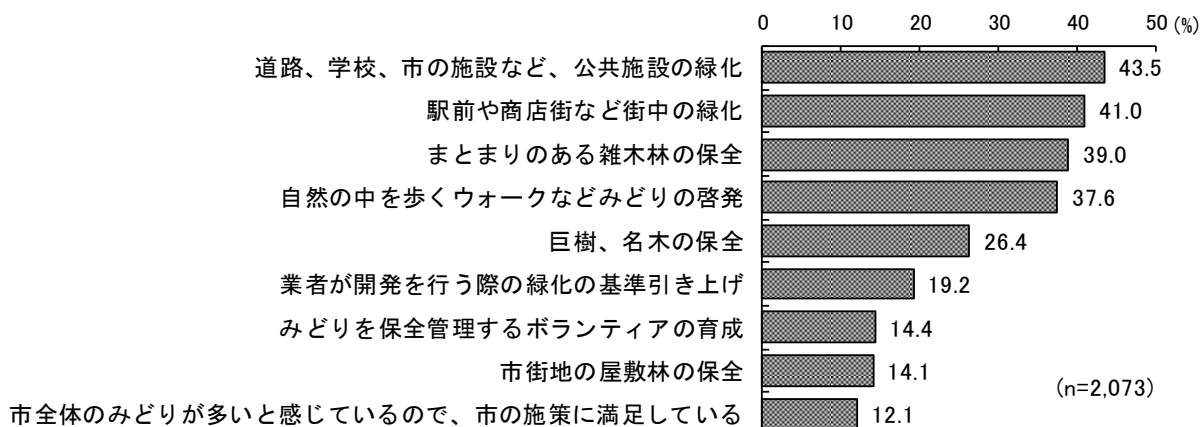 0 10 20 30 40 50 (%)
道路、学校、市の施設など、公共施設の緑化 43.5
駅前や商店街など街中の緑化 41.0
まとまりのある雑木林の保全 39.0
自然の中を歩くウォークなどみどりの啓発 37.6
巨樹、名木の保全 26.4
業者が開発を行う際の緑化の基準引き上げ 19.2
みどりを保全管理するボランティアの育成 14.4
市街地の屋敷林の保全 14.1
(n=2,073)
市全体のみどりが多いと感じているので、市の施策に満足している 12.1